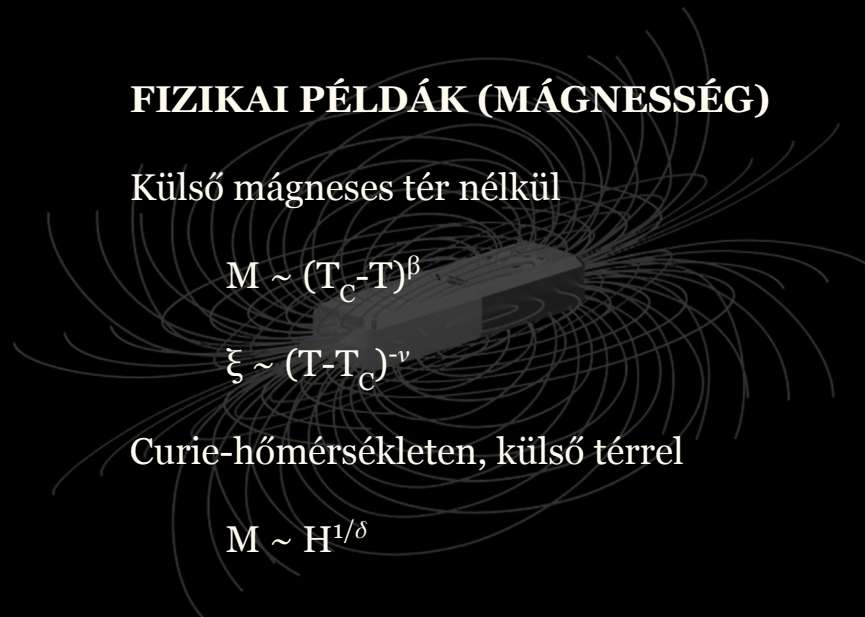 FIZIKAI PÉLDÁK (MÁGNESSÉG)
Külső mágneses tér nélkül
M ~ (T_C-T)^β
ξ ~ (T-T_C)^-ν
Curie-hőmérsékleten, külső térrel
M ~ H^1/δ